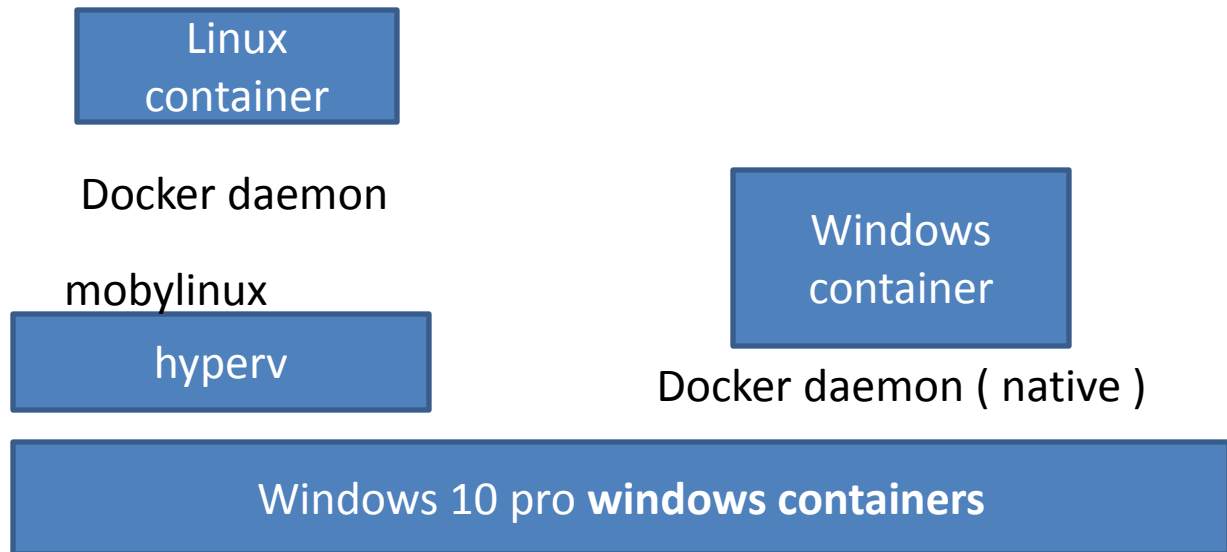 Linux
container
Docker daemon
mobylinux
hyperv
Windows
container
Docker daemon ( native )
Windows 10 pro windows containers